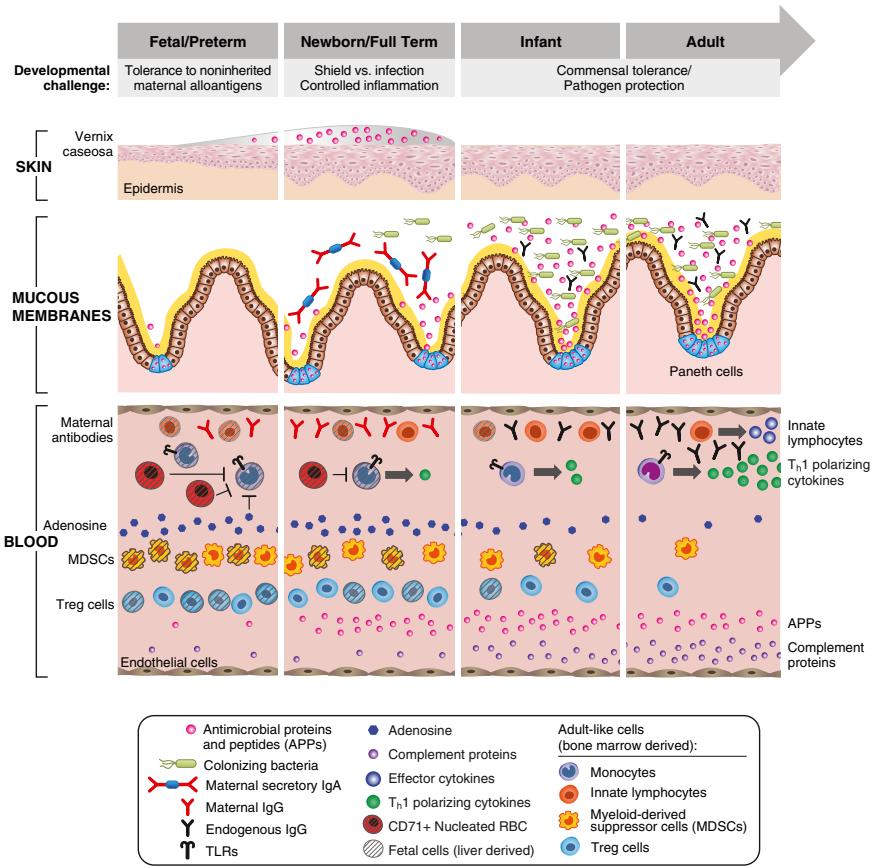 Fetal/Preterm
Newborn/Full Term
Infant
Adult
Developmental
challenge:
Tolerance to noninherited
maternal alloantigens
Shield vs. infection
Controlled inflammation
Commensal tolerance/
Pathogen protection
SKIN
Vernix
caseosa
Epidermis
MUCOUS
MEMBRANES
Paneth cells
BLOOD
Maternal
antibodies
Innate
lymphocytes
Th1 polarizing
cytokines
Adenosine
MDSCs
Treg cells
APPs
Complement
proteins
Endothelial cells
Antimicrobial proteins
and peptides (APPs)
Colonizing bacteria
Maternal secretory IgA
Maternal IgG
Endogenous IgG
TLRs
Adenosine
Complement proteins
Effector cytokines
Th1 polarizing cytokines
CD71+ Nucleated RBC
Fetal cells (liver derived)
Adult-like cells
(bone marrow derived):
Monocytes
Innate lymphocytes
Myeloid-derived
suppressor cells (MDSCs)
Treg cells